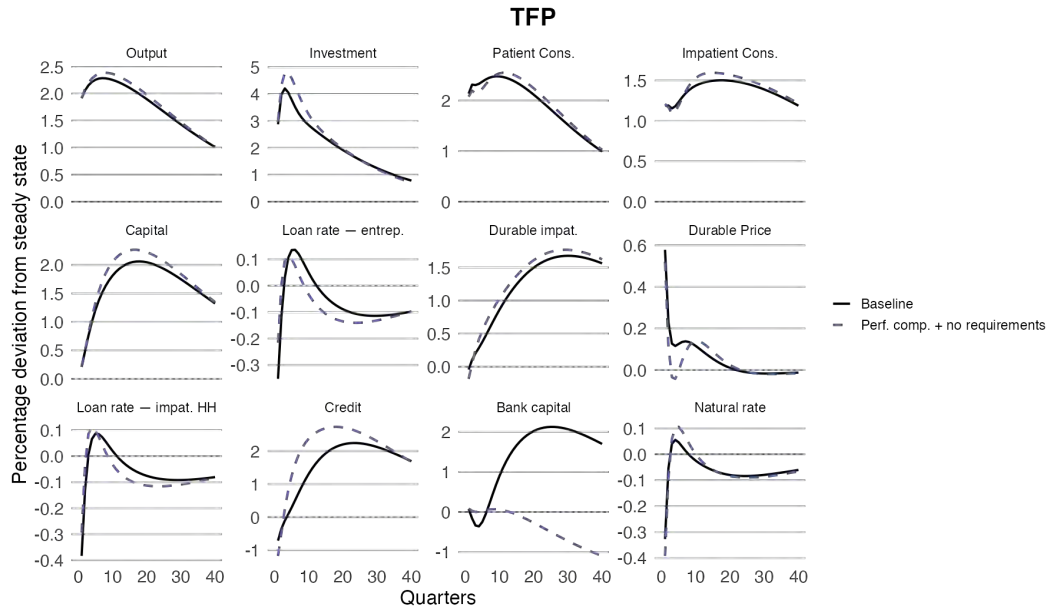 TFP
Output
Investment
Patient Cons.
Impatient Cons.
2.5
2.0
1.5
1.0
0.5
0.0
5
4
3
2
1
0
2
1
0
1.5
1.0
0.5
0.0
Percentage deviation from steady state
Capital
Loan rate — entrep.
Durable impat.
Durable Price
2.0
1.5
1.0
0.5
0.0
0.1
0.0
-0.1
-0.2
-0.3
1.5
1.0
0.5
0.0
0.6
0.4
0.2
0.0
Baseline
Perf. comp. + no requirements
Loan rate — impat. HH
Credit
Bank capital
Natural rate
0.1
0.0
-0.1
-0.2
-0.3
-0.4
2
1
0
-1
2
1
0
-1
0.1
0.0
-0.1
-0.2
-0.3
-0.4
0 10 20 30 40
0 10 20 30 40
0 10 20 30 40
0 10 20 30 40
Quarters